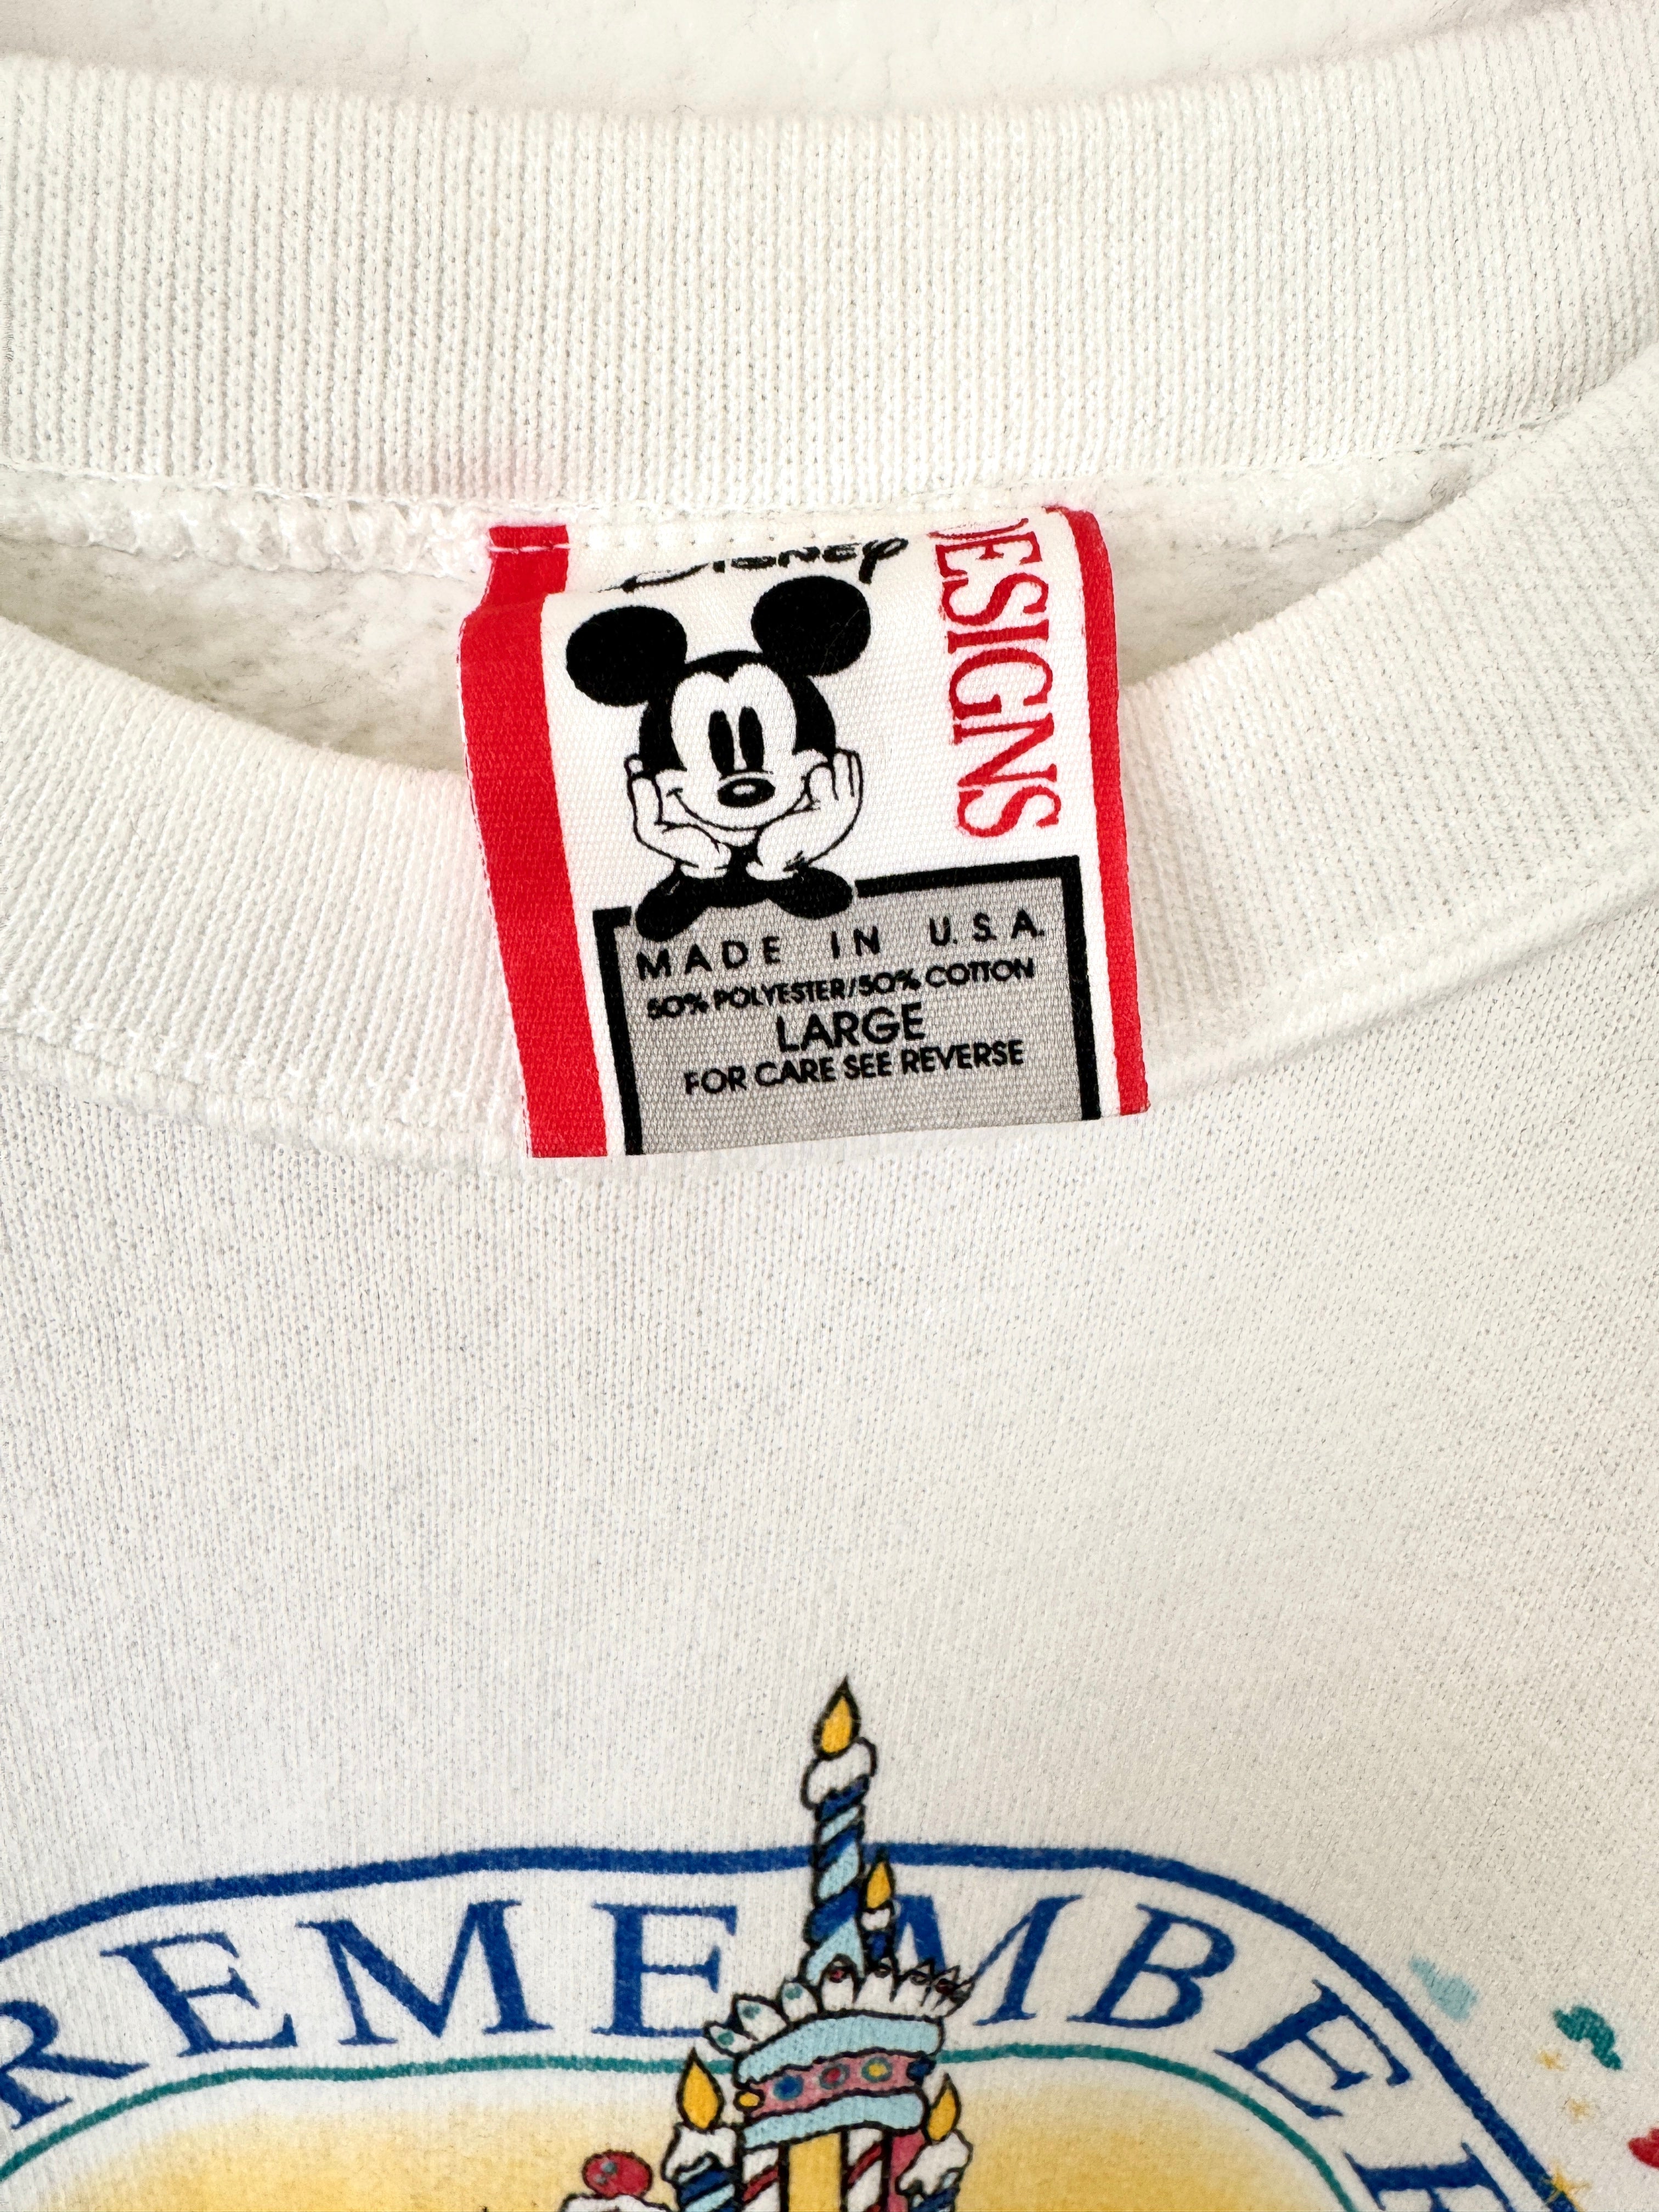 Disney
DESIGNS
MADE IN U.S.A.
50% POLYESTER/50% COTTON
LARGE
FOR CARE SEE REVERSE
REMEMBE